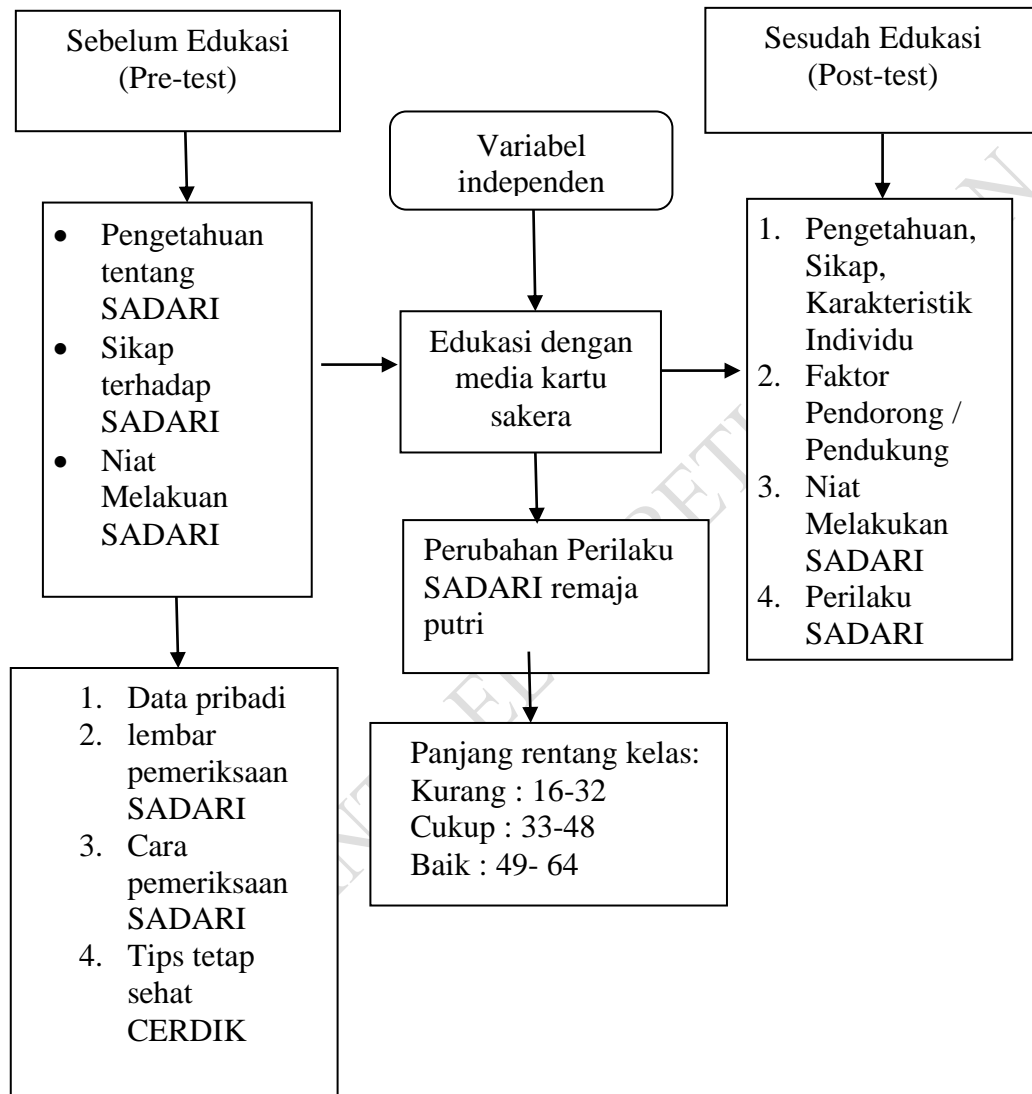 Sebelum Edukasi
(Pre-test)
Sesudah Edukasi
(Post-test)
Variabel
independen
• Pengetahuan
tentang
SADARI
• Sikap
terhadap
SADARI
• Niat
Melakuan
SADARI
Edukasi dengan
media kartu
sakera
1. Pengetahuan,
Sikap,
Karakteristik
Individu
2. Faktor
Pendorong /
Pendukung
3. Niat
Melakukan
SADARI
4. Perilaku
SADARI
Perubahan Perilaku
SADARI remaja
putri
1. Data pribadi
2. lembar
pemeriksaan
SADARI
3. Cara
pemeriksaan
SADARI
4. Tips tetap
sehat
CERDIK
Panjang rentang kelas:
Kurang : 16-32
Cukup : 33-48
Baik : 49- 64